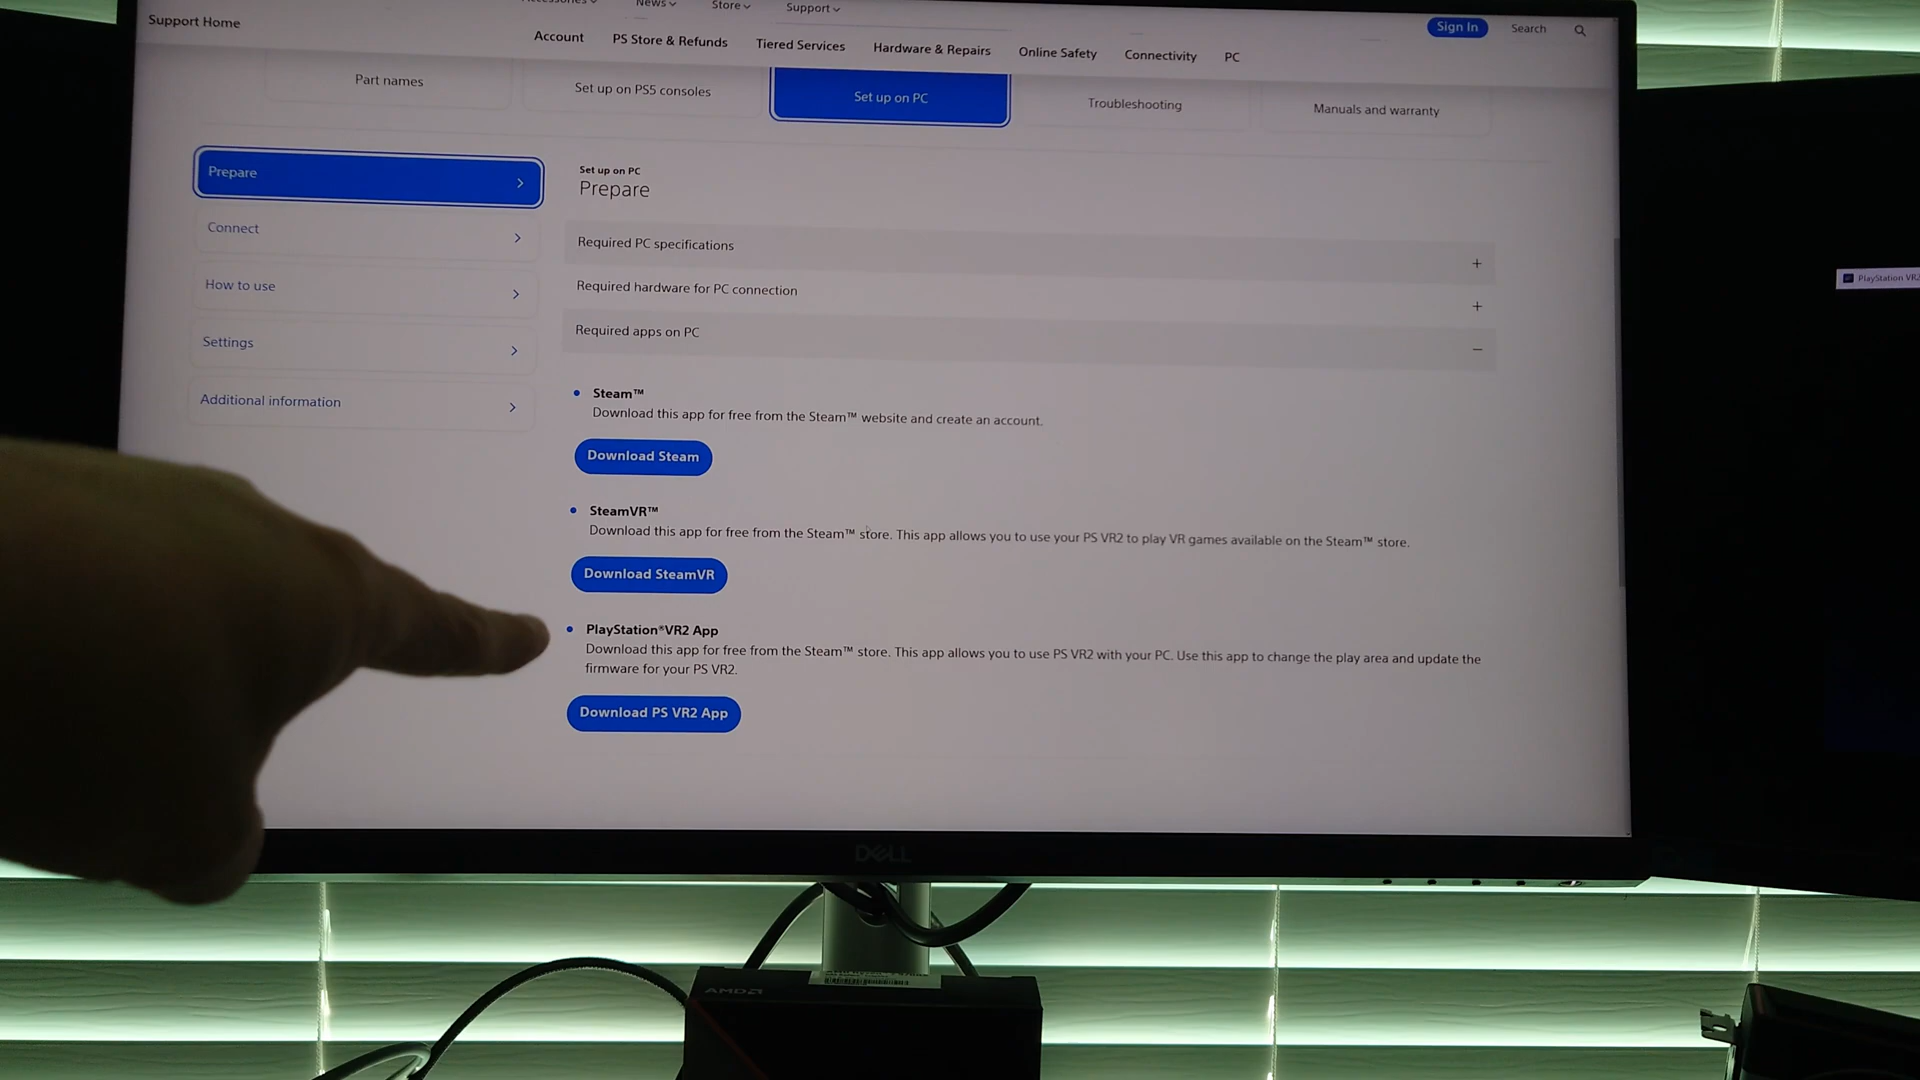 News
Store
Support
Support Home
Sign In
Search
Account
PS Store & Refunds
Tiered Services
Hardware & Repairs
Online Safety
Connectivity
PC
Part names
Set up on PS5 consoles
Set up on PC
Troubleshooting
Manuals and warranty
Prepare
Connect
How to use
Settings
Additional information
Set up on PC
Prepare
Required PC specifications
Required hardware for PC connection
Required apps on PC
Steam™
Download this app for free from the Steam™ website and create an account.
Download Steam
SteamVR™
Download this app for free from the Steam™ store. This app allows you to use your PS VR2 to play VR games available on the Steam™ store.
Download SteamVR
PlayStation®VR2 App
Download this app for free from the Steam™ store. This app allows you to use PS VR2 with your PC. Use this app to change the play area and update the
firmware for your PS VR2.
Download PS VR2 App
PlayStation VR2
DELL
AMD